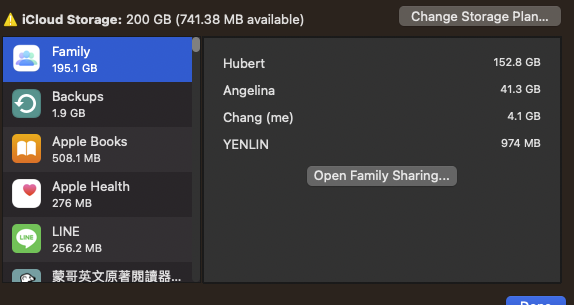 iCloud Storage: 200 GB (741.38 MB available)
Change Storage Plan...
Family
195.1 GB
Backups
1.9 GB
Apple Books
508.1 MB
Apple Health
276 MB
LINE
LINE
256.2 MB
蒙哥英文原著閱讀器...
Hubert 152.8 GB
Angelina 41.3 GB
Chang (me) 4.1 GB
YENLIN 974 MB
Open Family Sharing...
Done